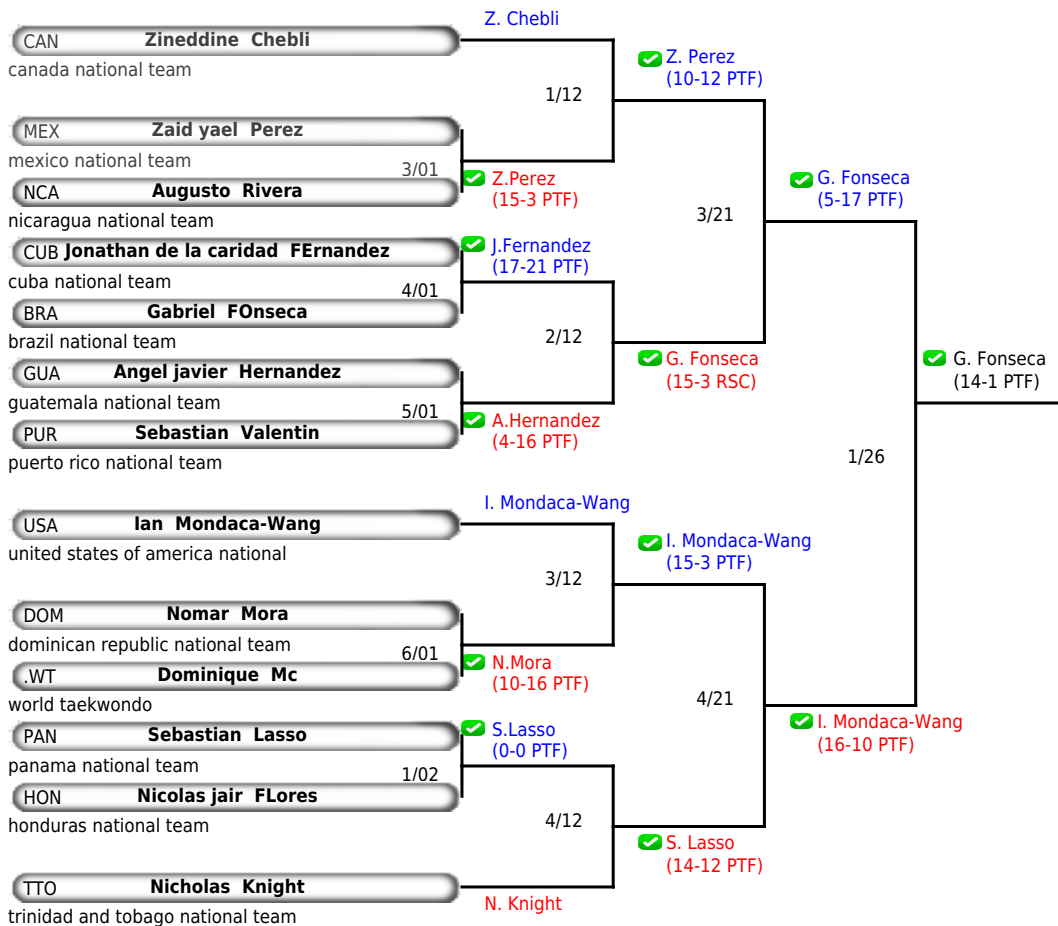 Z. Chebli
CAN Zineddine Chebli
canada national team
Z. Perez
(10-12 PTF)
1/12
MEX Zaid yael Perez
mexico national team
3/01
NCA Augusto Rivera
nicaragua national team
Z.Perez
(15-3 PTF)
G. Fonseca
(5-17 PTF)
3/21
CUB Jonathan de la caridad FErnandez
cuba national team
J.Fernandez
(17-21 PTF)
4/01
BRA Gabriel FOnseca
brazil national team
2/12
G. Fonseca
(15-3 RSC)
G. Fonseca
(14-1 PTF)
GUA Angel javier Hernandez
guatemala national team
5/01
PUR Sebastian Valentin
puerto rico national team
A.Hernandez
(4-16 PTF)
1/26
I. Mondaca-Wang
USA Ian Mondaca-Wang
united states of america national
I. Mondaca-Wang
(15-3 PTF)
3/12
DOM Nomar Mora
dominican republic national team
6/01
.WT Dominique Mc
world taekwondo
N.Mora
(10-16 PTF)
4/21
I. Mondaca-Wang
(16-10 PTF)
PAN Sebastian Lasso
panama national team
S.Lasso
(0-0 PTF)
1/02
HON Nicolas jair FLores
honduras national team
4/12
S. Lasso
(14-12 PTF)
TTO Nicholas Knight
trinidad and tobago national team
N. Knight